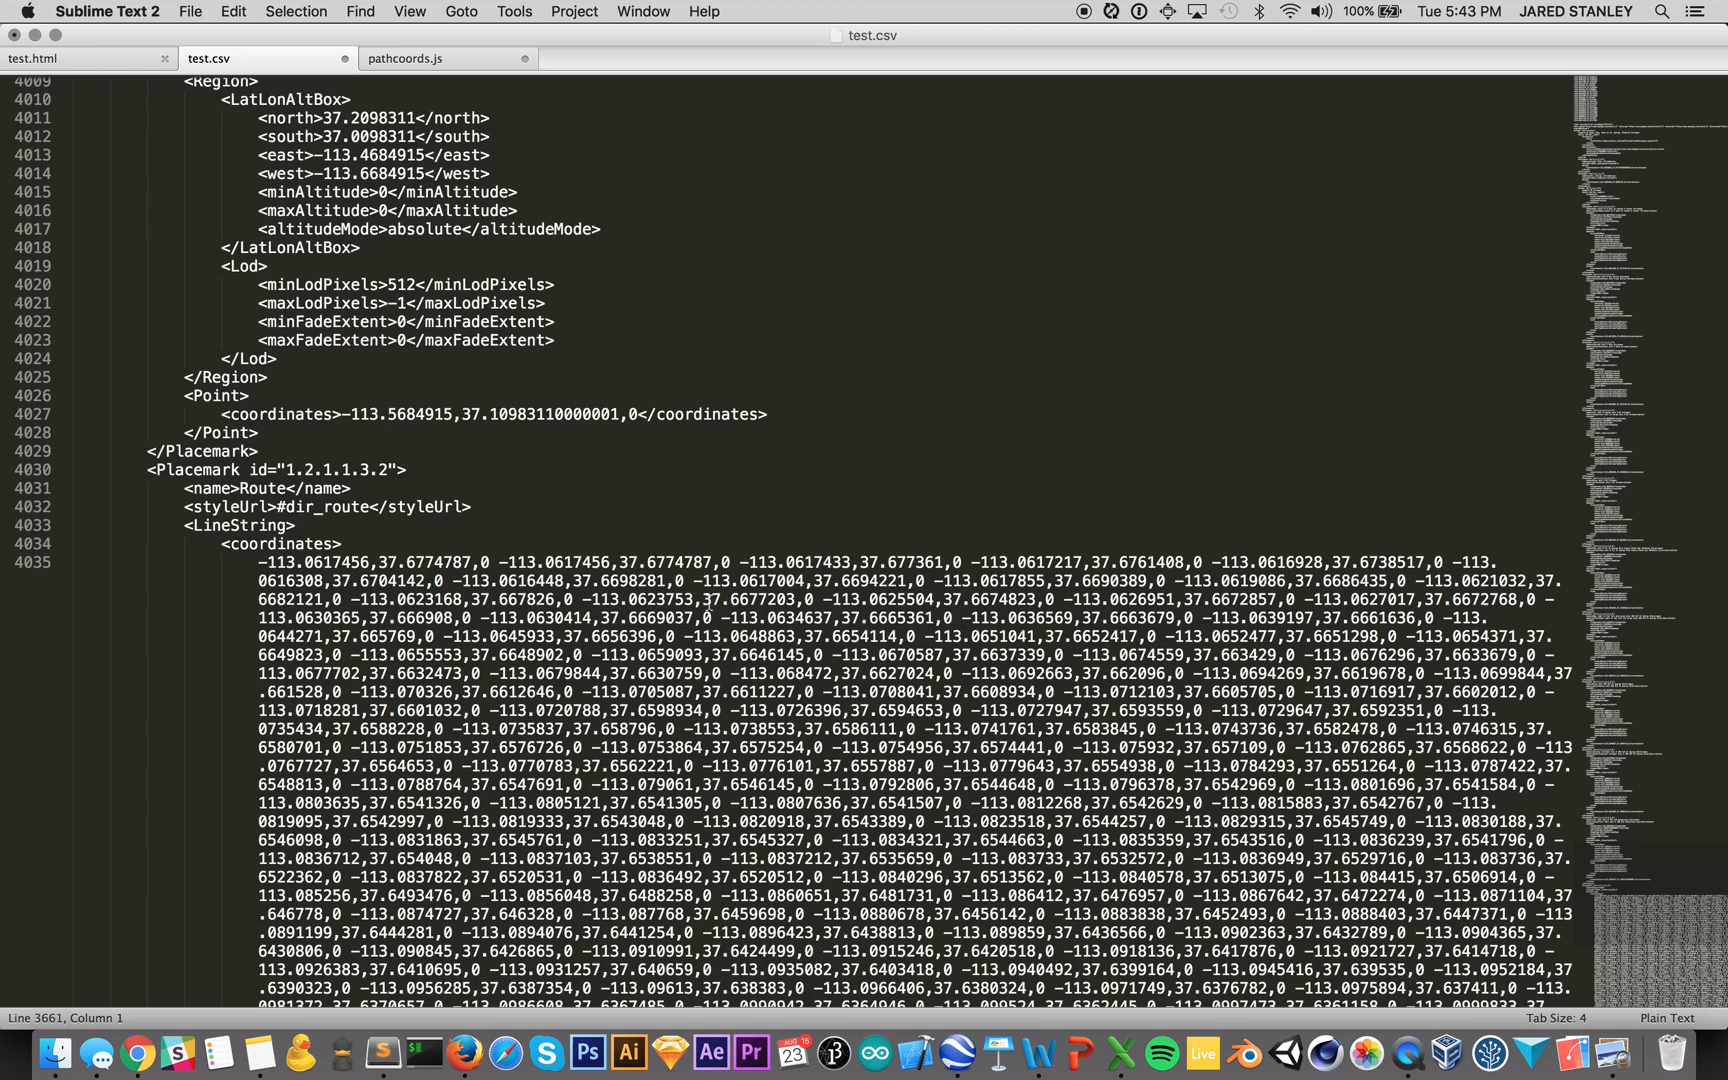 Sublime Text 2 File Edit Selection Find View Goto Tools Project Window Help 100% Tue 5:43 PM JARED STANLEY
test.csv
test.html test.csv pathcoords.js
4009 <Region>
4010 <LatLonAltBox>
4011 <north>37.2098311</north>
4012 <south>37.0098311</south>
4013 <east>-113.4684915</east>
4014 <west>-113.6684915</west>
4015 <minAltitude>0</minAltitude>
4016 <maxAltitude>0</maxAltitude>
4017 <altitudeMode>absolute</altitudeMode>
4018 </LatLonAltBox>
4019 <Lod>
4020 <minLodPixels>512</minLodPixels>
4021 <maxLodPixels>-1</maxLodPixels>
4022 <minFadeExtent>0</minFadeExtent>
4023 <maxFadeExtent>0</maxFadeExtent>
4024 </Lod>
4025 </Region>
4026 <Point>
4027 <coordinates>-113.5684915,37.10983110000001,0</coordinates>
4028 </Point>
4029 </Placemark>
4030 <Placemark id="1.2.1.1.3.2">
4031 <name>Route</name>
4032 <styleUrl>#dir_route</styleUrl>
4033 <LineString>
4034 <coordinates>
4035 -113.0617456,37.6774787,0 -113.0617456,37.6774787,0 -113.0617433,37.677361,0 -113.0617217,37.6761408,0 -113.0616928,37.6738517,0 -113.
0616308,37.6704142,0 -113.0616448,37.6698281,0 -113.0617004,37.6694221,0 -113.0617855,37.6690389,0 -113.0619086,37.6686435,0 -113.0621032,37.
6682121,0 -113.0623168,37.667826,0 -113.0623753,37.6677203,0 -113.0625504,37.6674823,0 -113.0626951,37.6672857,0 -113.0627017,37.6672768,0 -
113.0630365,37.666908,0 -113.0630414,37.6669037,0 -113.0634637,37.6665361,0 -113.0636569,37.6663679,0 -113.0639197,37.6661636,0 -113.
0644271,37.665769,0 -113.0645933,37.6656396,0 -113.0648863,37.6654114,0 -113.0651041,37.6652417,0 -113.0652477,37.6651298,0 -113.0654371,37.
6649823,0 -113.0655553,37.6648902,0 -113.0659093,37.6646145,0 -113.0670587,37.6637339,0 -113.0674559,37.663429,0 -113.0676296,37.6633679,0 -
113.0677702,37.6632473,0 -113.0679844,37.6630759,0 -113.068472,37.6627024,0 -113.0692663,37.662096,0 -113.0694269,37.6619678,0 -113.0699844,37
.661528,0 -113.070326,37.6612646,0 -113.0705087,37.6611227,0 -113.0708041,37.6608934,0 -113.0712103,37.6605705,0 -113.0716917,37.6602012,0 -
113.0718281,37.6601032,0 -113.0720788,37.6598934,0 -113.0726396,37.6594653,0 -113.0727947,37.6593559,0 -113.0729647,37.6592351,0 -113.
0735434,37.6588228,0 -113.0735837,37.658796,0 -113.0738553,37.6586111,0 -113.0741761,37.6583845,0 -113.0743736,37.6582478,0 -113.0746315,37.
6580701,0 -113.0751853,37.6576726,0 -113.0753864,37.6575254,0 -113.0754956,37.6574441,0 -113.075932,37.657109,0 -113.0762865,37.6568622,0 -113
.0767727,37.6564653,0 -113.0770783,37.6562221,0 -113.0776101,37.6557887,0 -113.0779643,37.6554938,0 -113.0784293,37.6551264,0 -113.0787422,37.
6548813,0 -113.0788764,37.6547691,0 -113.079061,37.6546145,0 -113.0792806,37.6544648,0 -113.0796378,37.6542969,0 -113.0801696,37.6541584,0 -
113.0803635,37.6541326,0 -113.0805121,37.6541305,0 -113.0807636,37.6541507,0 -113.0812268,37.6542629,0 -113.0815883,37.6542767,0 -113.
0819095,37.6542997,0 -113.0819333,37.6543048,0 -113.0820918,37.6543389,0 -113.0823518,37.6544257,0 -113.0829315,37.6545749,0 -113.0830188,37.
6546098,0 -113.0831863,37.6545761,0 -113.0833251,37.6545327,0 -113.0834321,37.6544663,0 -113.0835359,37.6543516,0 -113.0836239,37.6541796,0 -
113.0836712,37.654048,0 -113.0837103,37.6538551,0 -113.0837212,37.6535659,0 -113.083733,37.6532572,0 -113.0836949,37.6529716,0 -113.083736,37.
6522362,0 -113.0837822,37.6520531,0 -113.0836492,37.6520512,0 -113.0840296,37.6513562,0 -113.0840578,37.6513075,0 -113.084415,37.6506914,0 -
113.085256,37.6493476,0 -113.0856048,37.6488258,0 -113.0860651,37.6481731,0 -113.086412,37.6476957,0 -113.0867642,37.6472274,0 -113.0871104,37
.646778,0 -113.0874727,37.646328,0 -113.087768,37.6459698,0 -113.0880678,37.6456142,0 -113.0883838,37.6452493,0 -113.0888403,37.6447371,0 -113
.0891199,37.6444281,0 -113.0894076,37.6441254,0 -113.0896423,37.6438813,0 -113.089859,37.6436566,0 -113.0902363,37.6432789,0 -113.0904365,37.
6430806,0 -113.090845,37.6426865,0 -113.0910991,37.6424499,0 -113.0915246,37.6420518,0 -113.0918136,37.6417876,0 -113.0921727,37.6414718,0 -
113.0926383,37.6410695,0 -113.0931257,37.640659,0 -113.0935082,37.6403418,0 -113.0940492,37.6399164,0 -113.0945416,37.639535,0 -113.0952184,37
.6390323,0 -113.0956285,37.6387354,0 -113.09613,37.638383,0 -113.0966406,37.6380324,0 -113.0971749,37.6376782,0 -113.0975894,37.637411,0 -113.
Line 3661, Column 1 Tab Size: 4 Plain Text
Ps Ai Ae Pr AUG 15 23 Live